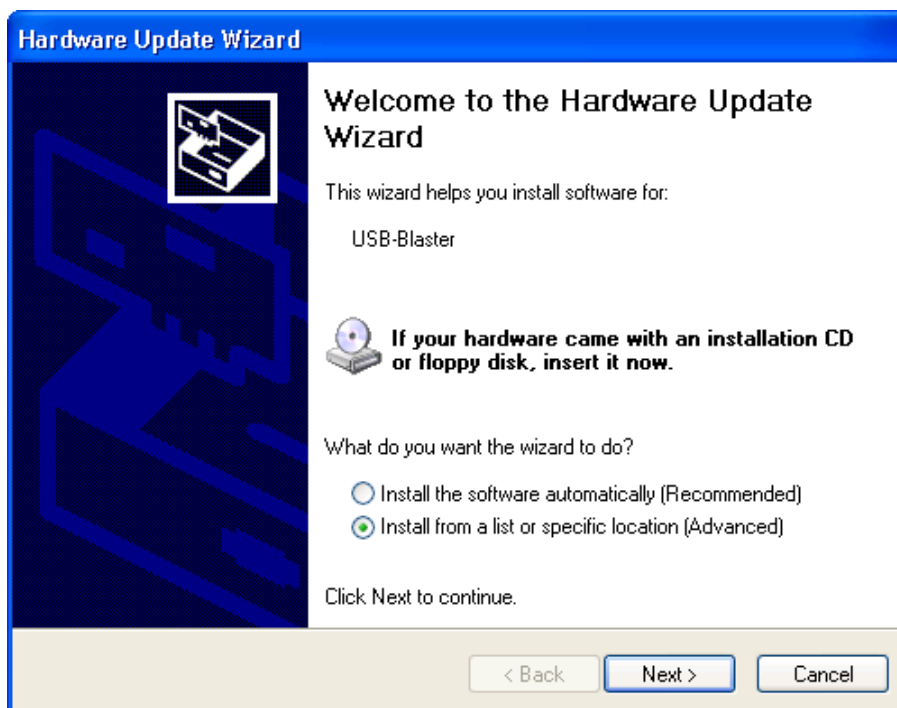 Hardware Update Wizard
Welcome to the Hardware Update
Wizard
This wizard helps you install software for:
USB-Blaster
If your hardware came with an installation CD
or floppy disk, insert it now.
What do you want the wizard to do?
Install the software automatically (Recommended)
Install from a list or specific location (Advanced)
Click Next to continue.
< Back Next > Cancel